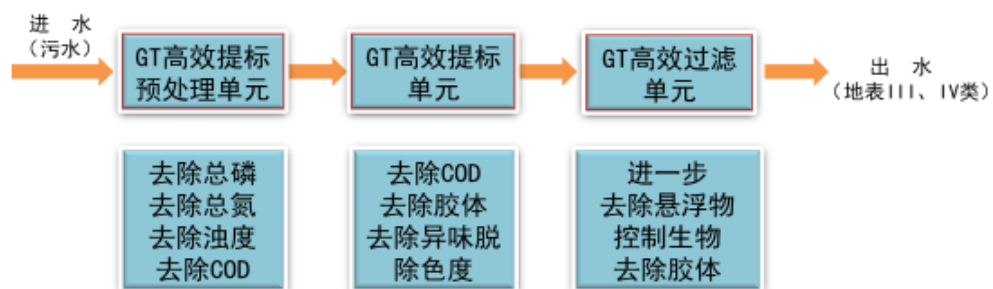 进 水
（污水）
GT高效提标
预处理单元
GT高效提标
单元
GT高效过滤
单元
出 水
（地表III、IV类）
去除总磷
去除总氮
去除浊度
去除COD
去除COD
去除胶体
去除异味脱
除色度
进一步
去除悬浮物
控制生物
去除胶体